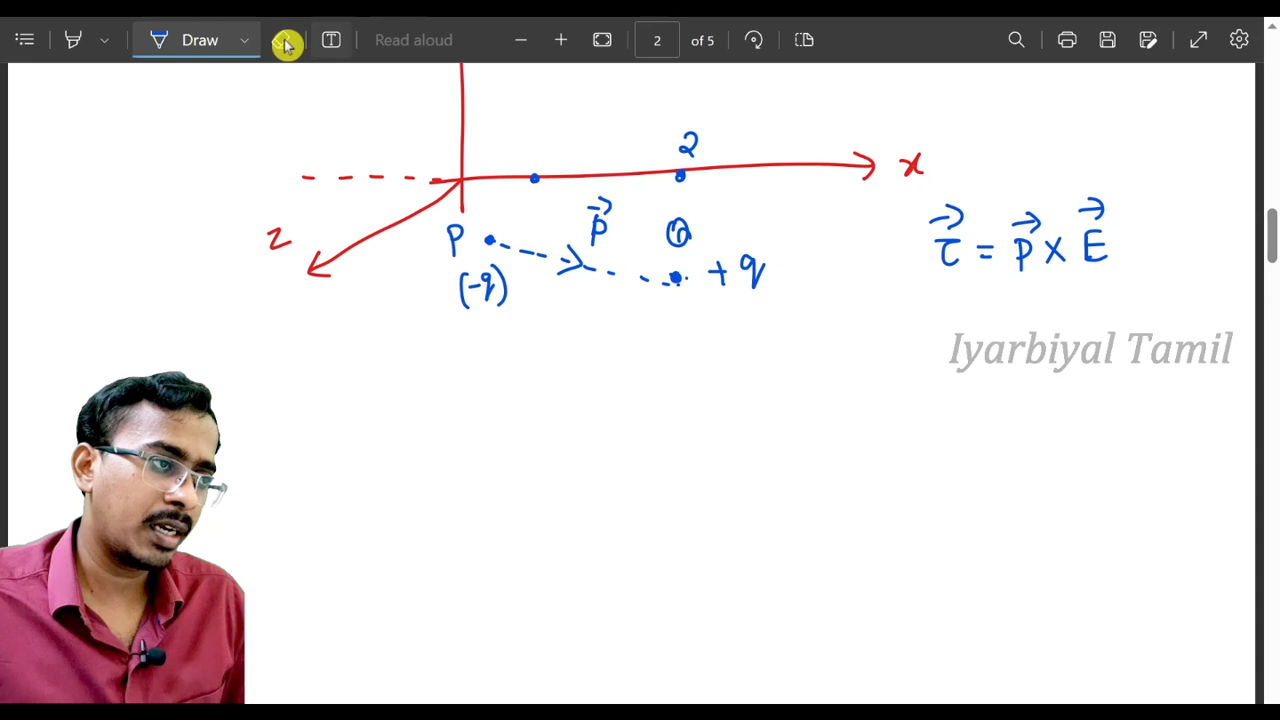 Draw
Read aloud
2 of 5
2
x
p⃗
z
P
Q
(-q)
+q
τ⃗ = p⃗ × E⃗
Iyarbiyal Tamil